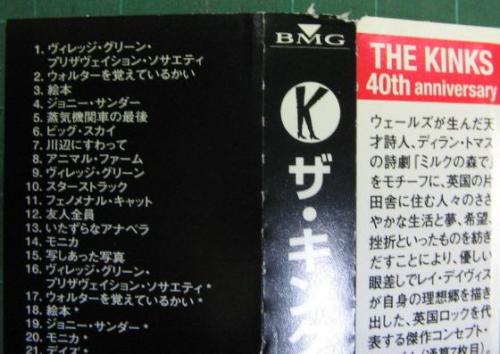 1. ヴィレッジ・グリーン・
プリザヴェイション・ソサエティ
2. ウォルターを覚えているかい
3. 絵本
4. ジョニー・サンダー
5. 蒸気機関車の最後
6. ビッグ・スカイ
7. 川辺にすわって
8. アニマル・ファーム
9. ヴィレッジ・グリーン
10. スターストラック
11. フェノメナル・キャット
12. 友人全員
13. いたずらなアナベラ
14. モニカ
15. 写しあった写真
16. ヴィレッジ・グリーン・
プリザヴェイション・ソサエティ*
17. ウォルターを覚えているかい*
18. 絵本*
19. ジョニー・サンダー*
20. モニカ*
21. デイズ*
BMG
K
ザ・キンク
THE KINKS
40th anniversary
ウェールズが生んだ天
才詩人、ディラン・トマス
の詩劇「ミルクの森で」
をモチーフに、英国の片
田舎に住む人々のささ
やかな生活と夢、希望、
挫折といったものを紡ぎ
だすことにより、優しい
眼差しでレイ・デイヴィス
が自身の理想郷を描き
出した、英国ロックを代
表する傑作コンセプト・
(通算7枚目)